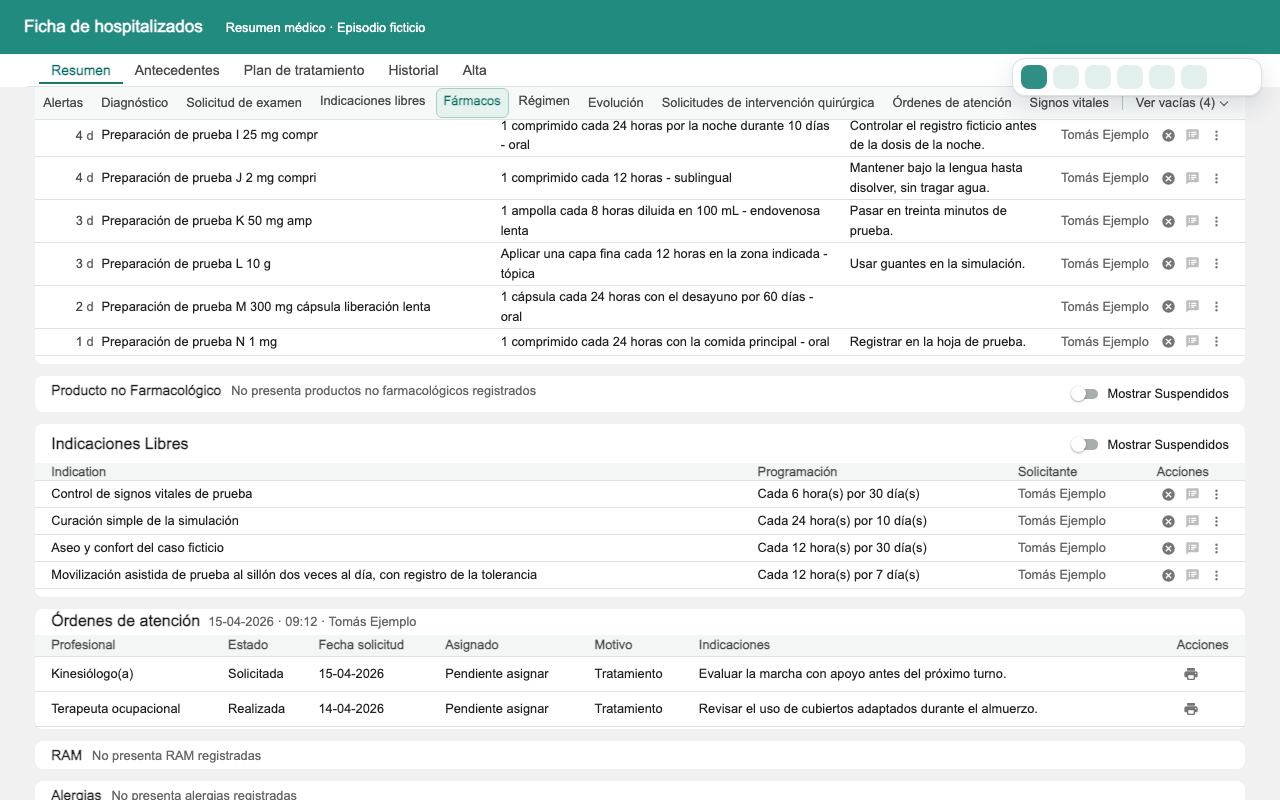 Ficha de hospitalizados Resumen médico · Episodio ficticio
Resumen Antecedentes Plan de tratamiento Historial Alta
Alertas Diagnóstico Solicitud de examen Indicaciones libres Fármacos Régimen Evolución Solicitudes de intervención quirúrgica Órdenes de atención Signos vitales Ver vacías (4)
4 d Preparación de prueba I 25 mg compr 1 comprimido cada 24 horas por la noche durante 10 días - oral Controlar el registro ficticio antes de la dosis de la noche. Tomás Ejemplo
4 d Preparación de prueba J 2 mg compri 1 comprimido cada 12 horas - sublingual Mantener bajo la lengua hasta disolver, sin tragar agua. Tomás Ejemplo
3 d Preparación de prueba K 50 mg amp 1 ampolla cada 8 horas diluida en 100 mL - endovenosa lenta Pasar en treinta minutos de prueba. Tomás Ejemplo
3 d Preparación de prueba L 10 g Aplicar una capa fina cada 12 horas en la zona indicada - tópica Usar guantes en la simulación. Tomás Ejemplo
2 d Preparación de prueba M 300 mg cápsula liberación lenta 1 cápsula cada 24 horas con el desayuno por 60 días - oral Tomás Ejemplo
1 d Preparación de prueba N 1 mg 1 comprimido cada 24 horas con la comida principal - oral Registrar en la hoja de prueba. Tomás Ejemplo
Producto no Farmacológico No presenta productos no farmacológicos registrados Mostrar Suspendidos
Indicaciones Libres Mostrar Suspendidos
Indication Programación Solicitante Acciones
Control de signos vitales de prueba Cada 6 hora(s) por 30 día(s) Tomás Ejemplo
Curación simple de la simulación Cada 24 hora(s) por 10 día(s) Tomás Ejemplo
Aseo y confort del caso ficticio Cada 12 hora(s) por 30 día(s) Tomás Ejemplo
Movilización asistida de prueba al sillón dos veces al día, con registro de la tolerancia Cada 12 hora(s) por 7 día(s) Tomás Ejemplo
Órdenes de atención 15-04-2026 · 09:12 · Tomás Ejemplo
Profesional Estado Fecha solicitud Asignado Motivo Indicaciones Acciones
Kinesiólogo(a) Solicitada 15-04-2026 Pendiente asignar Tratamiento Evaluar la marcha con apoyo antes del próximo turno.
Terapeuta ocupacional Realizada 14-04-2026 Pendiente asignar Tratamiento Revisar el uso de cubiertos adaptados durante el almuerzo.
RAM No presenta RAM registradas
Alergias No presenta alergias registradas